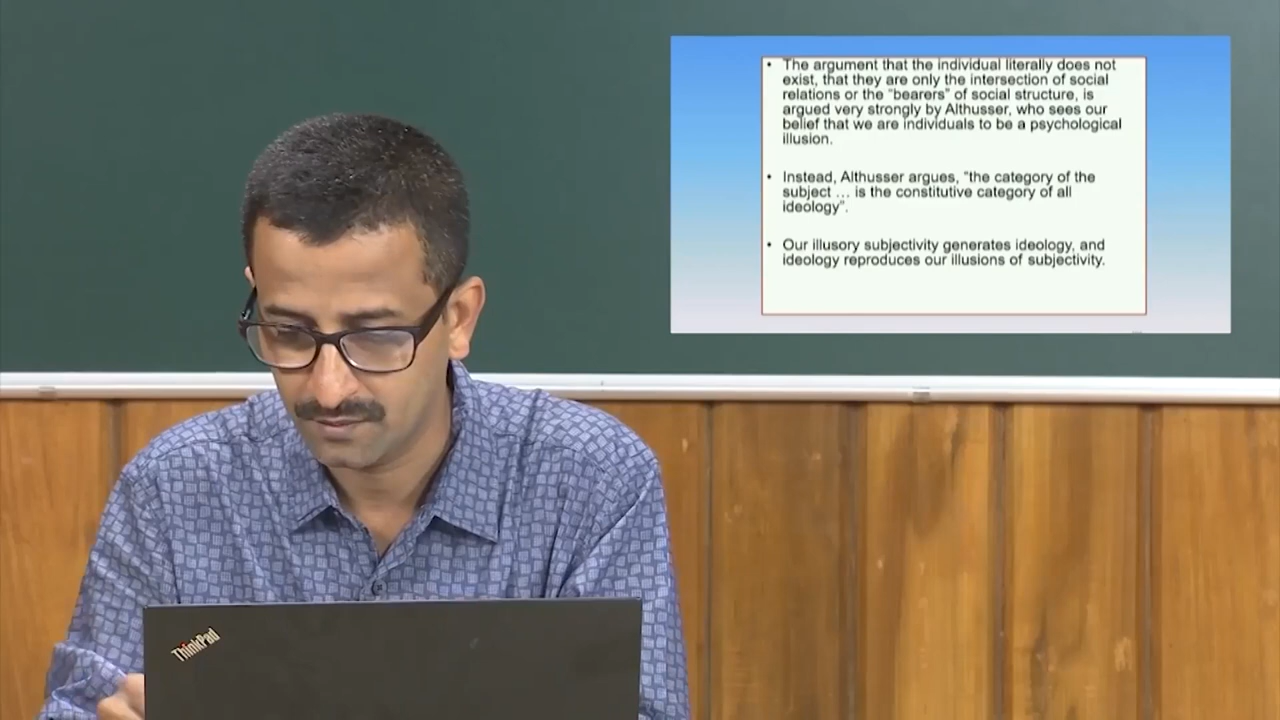 • The argument that the individual literally does not
exist, that they are only the intersection of social
relations or the "bearers" of social structure, is
argued very strongly by Althusser, who sees our
belief that we are individuals to be a psychological
illusion.
• Instead, Althusser argues, "the category of the
subject … is the constitutive category of all
ideology".
• Our illusory subjectivity generates ideology, and
ideology reproduces our illusions of subjectivity.
ThinkPad